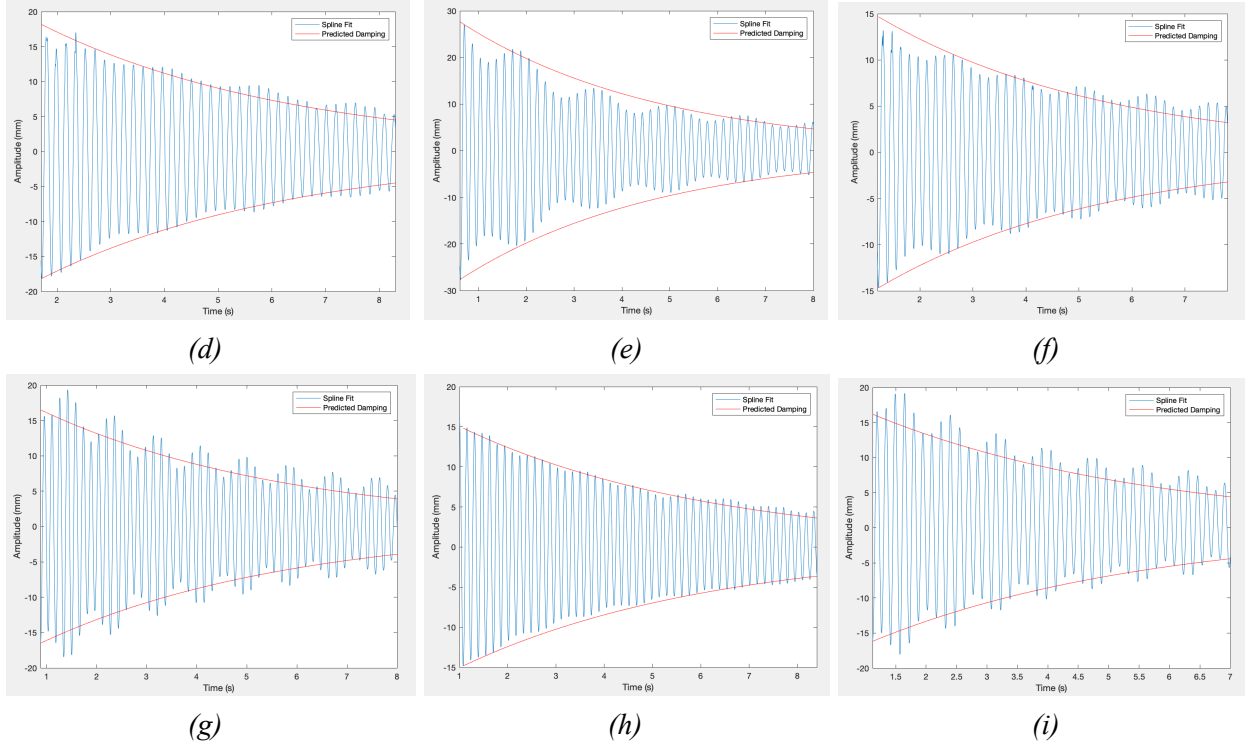 20
15
10
5
0
-5
-10
-15
-20
Amplitude (mm)
2 3 4 5 6 7 8
Time (s)
Spline Fit
Predicted Damping
(d)
30
20
10
0
-10
-20
-30
Amplitude (mm)
1 2 3 4 5 6 7 8
Time (s)
Spline Fit
Predicted Damping
(e)
15
10
5
0
-5
-10
-15
Amplitude (mm)
2 3 4 5 6 7
Time (s)
Spline Fit
Predicted Damping
(f)
20
15
10
5
0
-5
-10
-15
-20
Amplitude (mm)
1 2 3 4 5 6 7 8
Time (s)
Spline Fit
Predicted Damping
(g)
15
10
5
0
-5
-10
-15
Amplitude (mm)
1 2 3 4 5 6 7 8
Time (s)
Spline Fit
Predicted Damping
(h)
20
15
10
5
0
-5
-10
-15
-20
Amplitude (mm)
1.5 2 2.5 3 3.5 4 4.5 5 5.5 6 6.5 7
Time (s)
Spline Fit
Predicted Damping
(i)